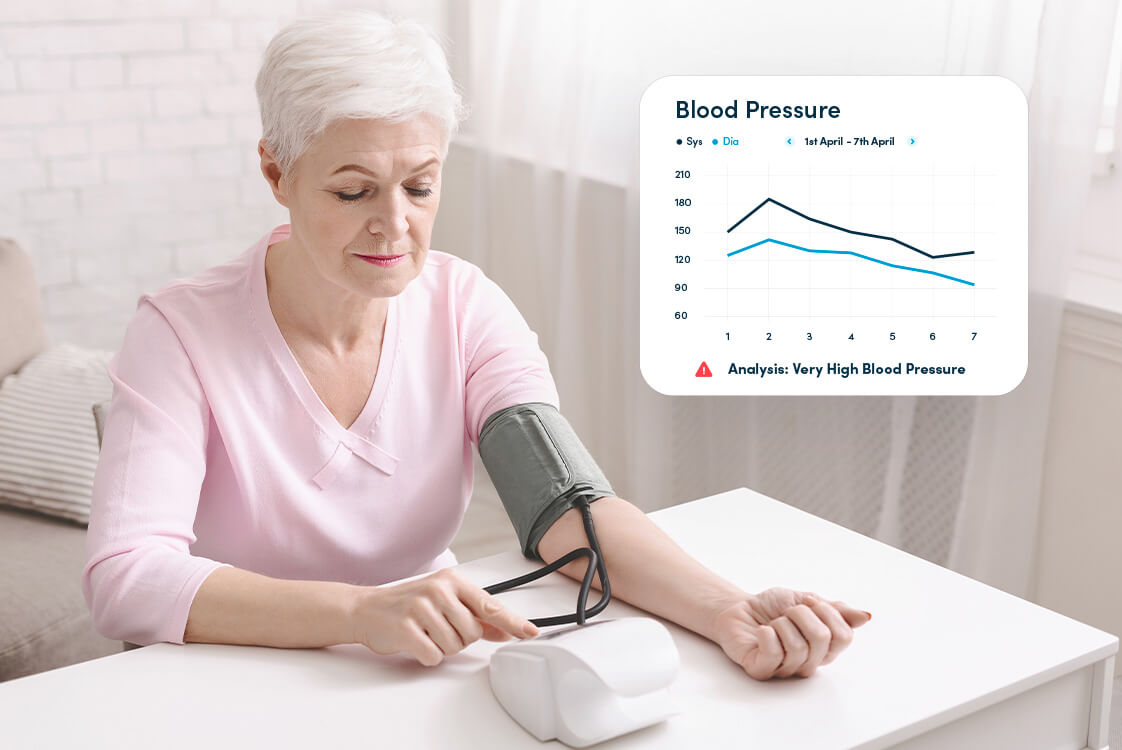 Blood Pressure
Sys Dia 1st April - 7th April
210
180
150
120
90
60
1 2 3 4 5 6 7
Analysis: Very High Blood Pressure